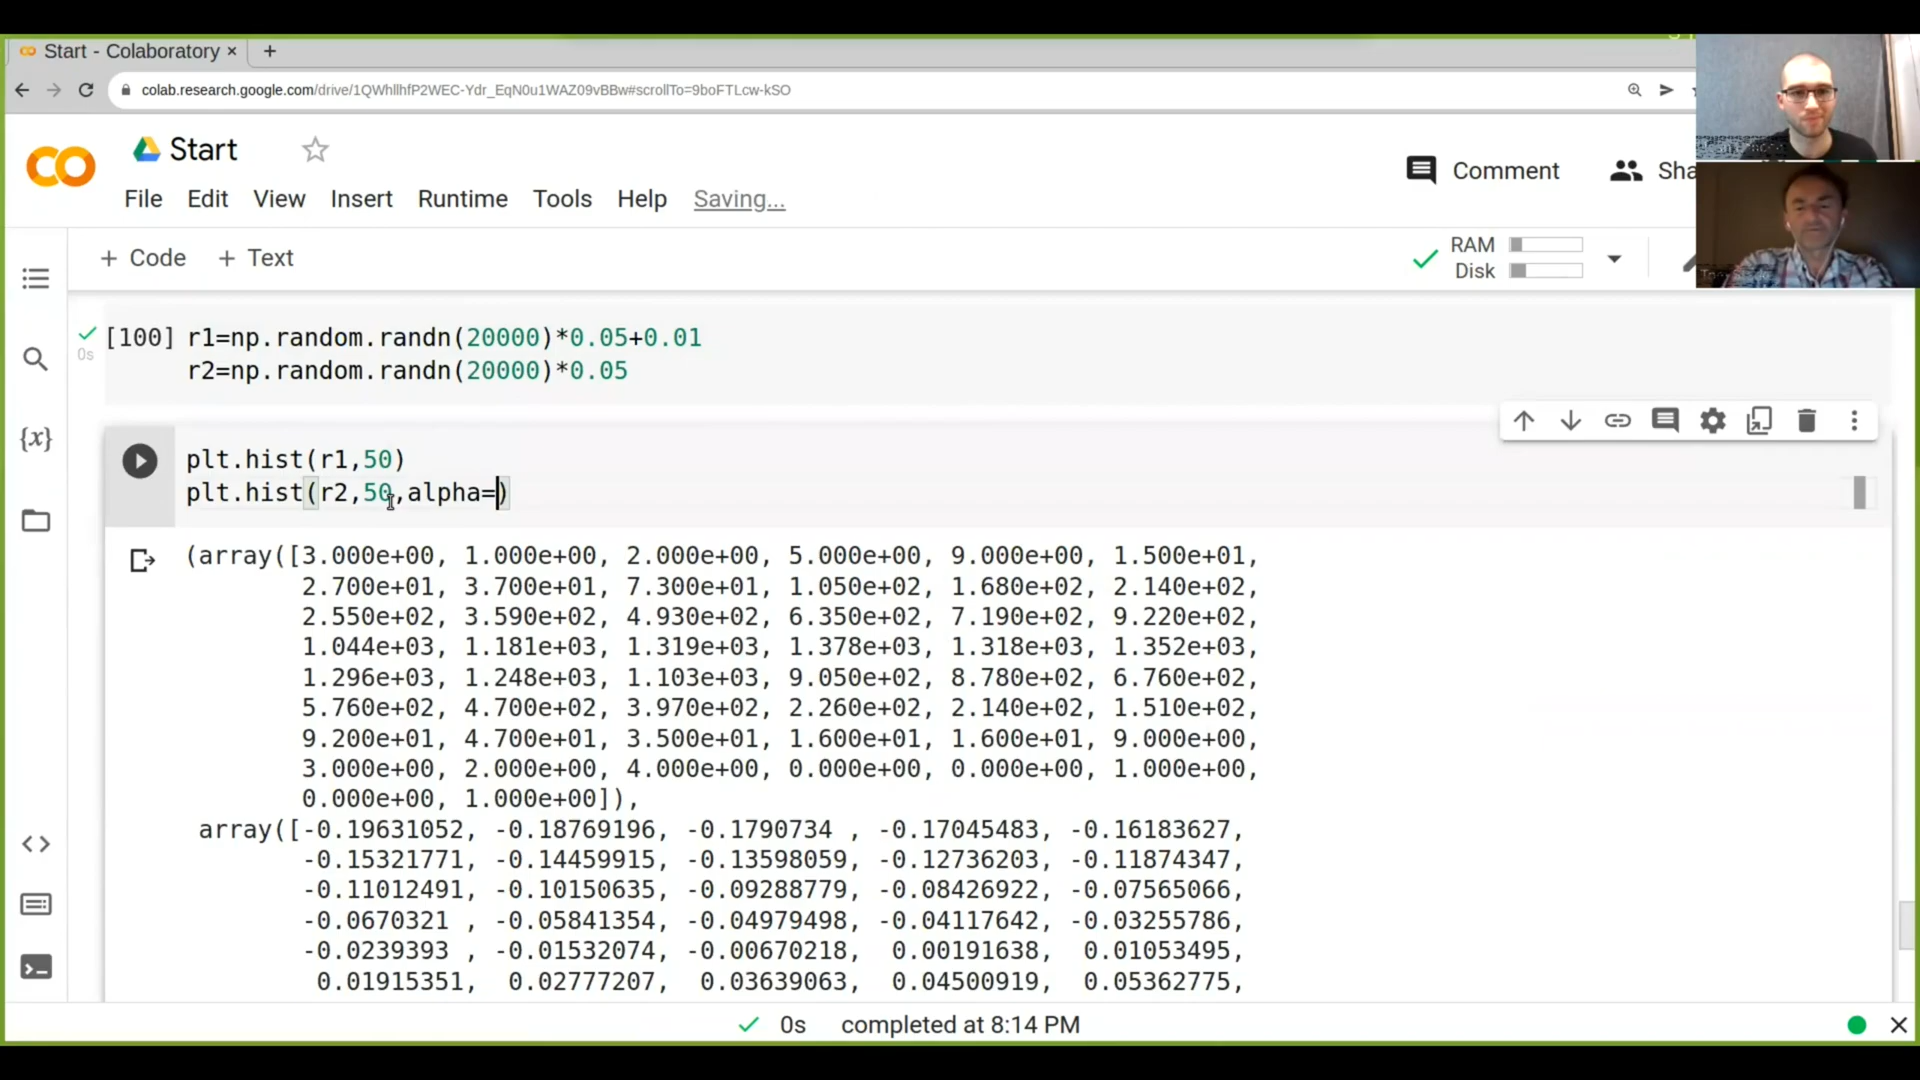 Start - Colaboratory
colab.research.google.com/drive/1QWhllhfP2WEC-Ydr_EqN0u1WAZ09vBBw#scrollTo=9boFTLcw-kSO
Start
Comment
Sha
File Edit View Insert Runtime Tools Help Saving...
+ Code + Text
RAM
Disk
[100] r1=np.random.randn(20000)*0.05+0.01
0s
r2=np.random.randn(20000)*0.05
{x}
plt.hist(r1,50)
plt.hist(r2,50,alpha=)
(array([3.000e+00, 1.000e+00, 2.000e+00, 5.000e+00, 9.000e+00, 1.500e+01,
2.700e+01, 3.700e+01, 7.300e+01, 1.050e+02, 1.680e+02, 2.140e+02,
2.550e+02, 3.590e+02, 4.930e+02, 6.350e+02, 7.190e+02, 9.220e+02,
1.044e+03, 1.181e+03, 1.319e+03, 1.378e+03, 1.318e+03, 1.352e+03,
1.296e+03, 1.248e+03, 1.103e+03, 9.050e+02, 8.780e+02, 6.760e+02,
5.760e+02, 4.700e+02, 3.970e+02, 2.260e+02, 2.140e+02, 1.510e+02,
9.200e+01, 4.700e+01, 3.500e+01, 1.600e+01, 1.600e+01, 9.000e+00,
3.000e+00, 2.000e+00, 4.000e+00, 0.000e+00, 0.000e+00, 1.000e+00,
0.000e+00, 1.000e+00]),
array([-0.19631052, -0.18769196, -0.1790734 , -0.17045483, -0.16183627,
-0.15321771, -0.14459915, -0.13598059, -0.12736203, -0.11874347,
-0.11012491, -0.10150635, -0.09288779, -0.08426922, -0.07565066,
-0.0670321 , -0.05841354, -0.04979498, -0.04117642, -0.03255786,
-0.0239393 , -0.01532074, -0.00670218, 0.00191638, 0.01053495,
0.01915351, 0.02777207, 0.03639063, 0.04500919, 0.05362775,
0s completed at 8:14 PM